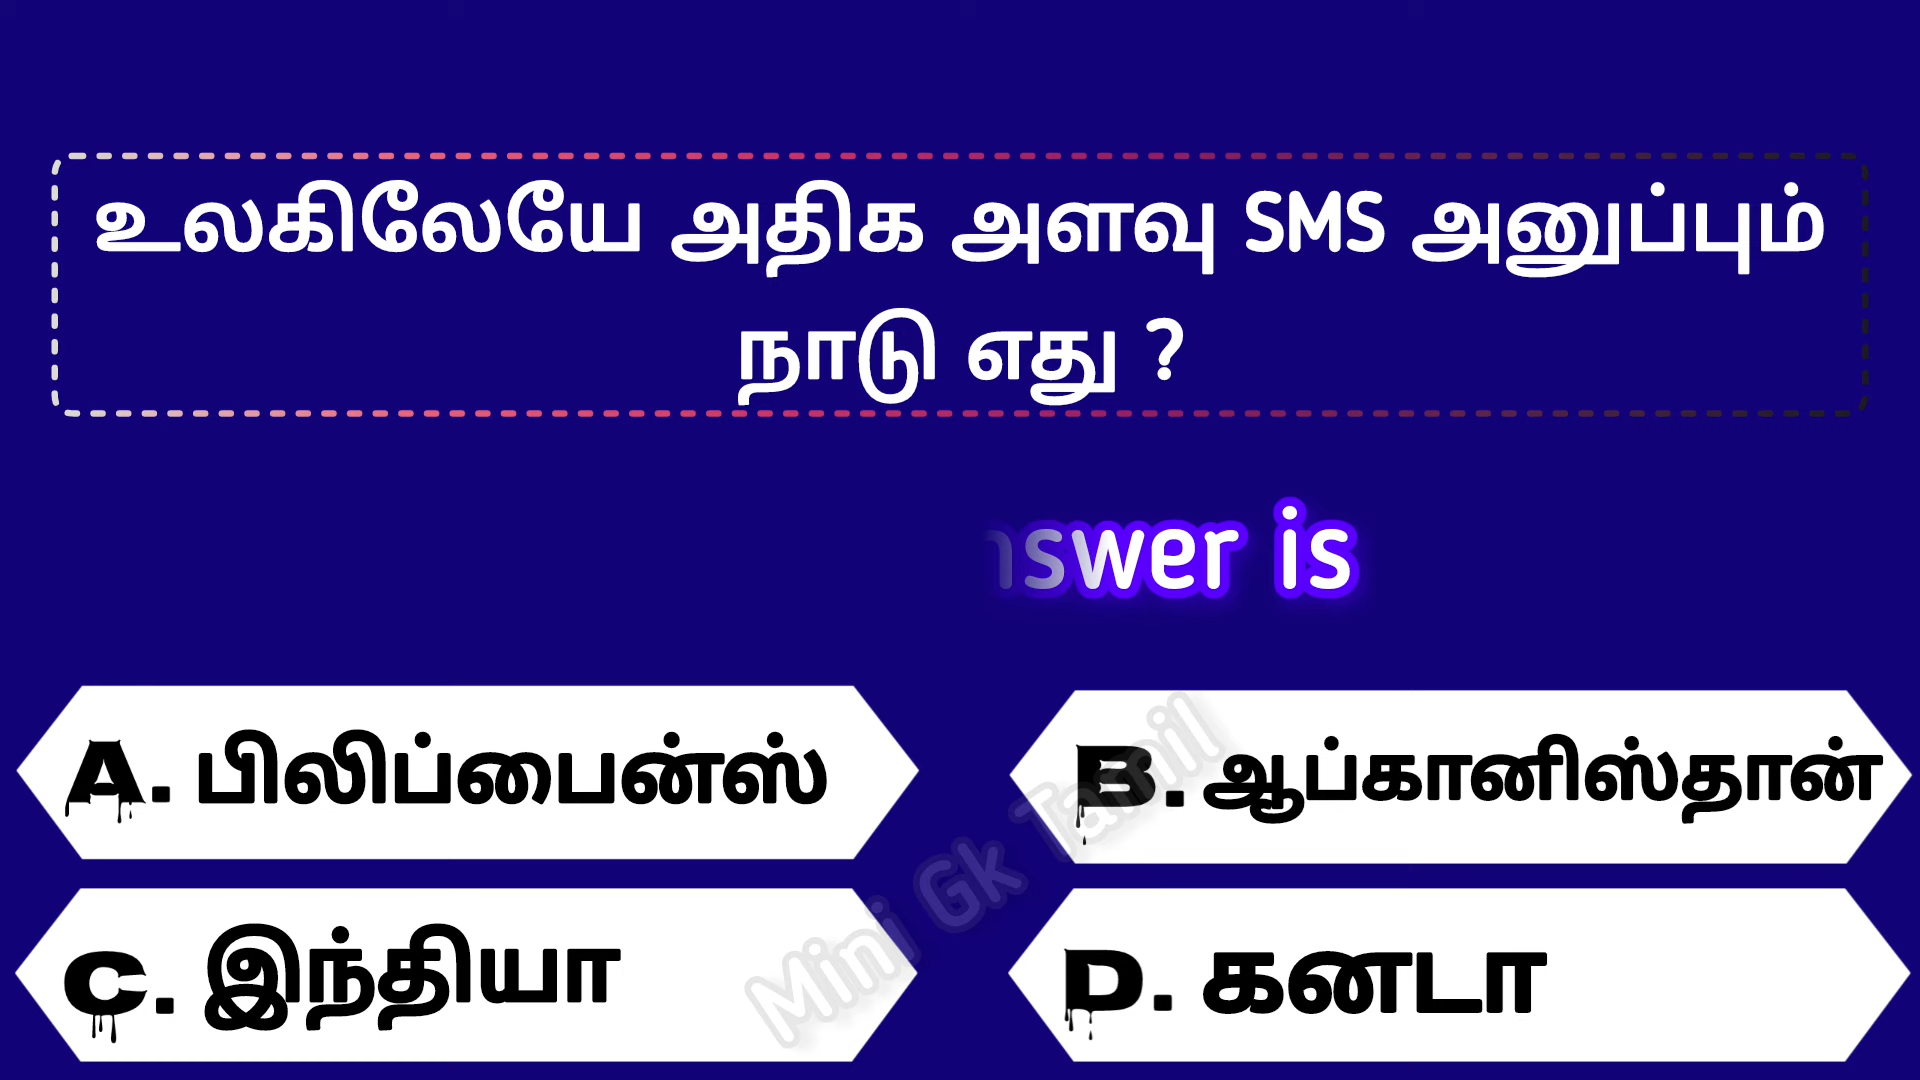 உலகிலேயே அதிக அளவு SMS அனுப்பும்
நாடு எது ?
nswer is
A. பிலிப்பைன்ஸ்
B. ஆப்கானிஸ்தான்
C. இந்தியா
D. கனடா
Mini Gk Tamil